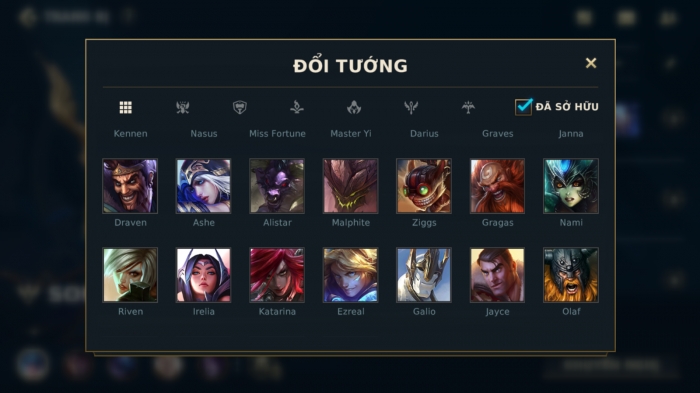 ĐỔI TƯỚNG
ĐÃ SỞ HỮU
Kennen Nasus Miss Fortune Master Yi Darius Graves Janna
Draven Ashe Alistar Malphite Ziggs Gragas Nami
Riven Irelia Katarina Ezreal Galio Jayce Olaf